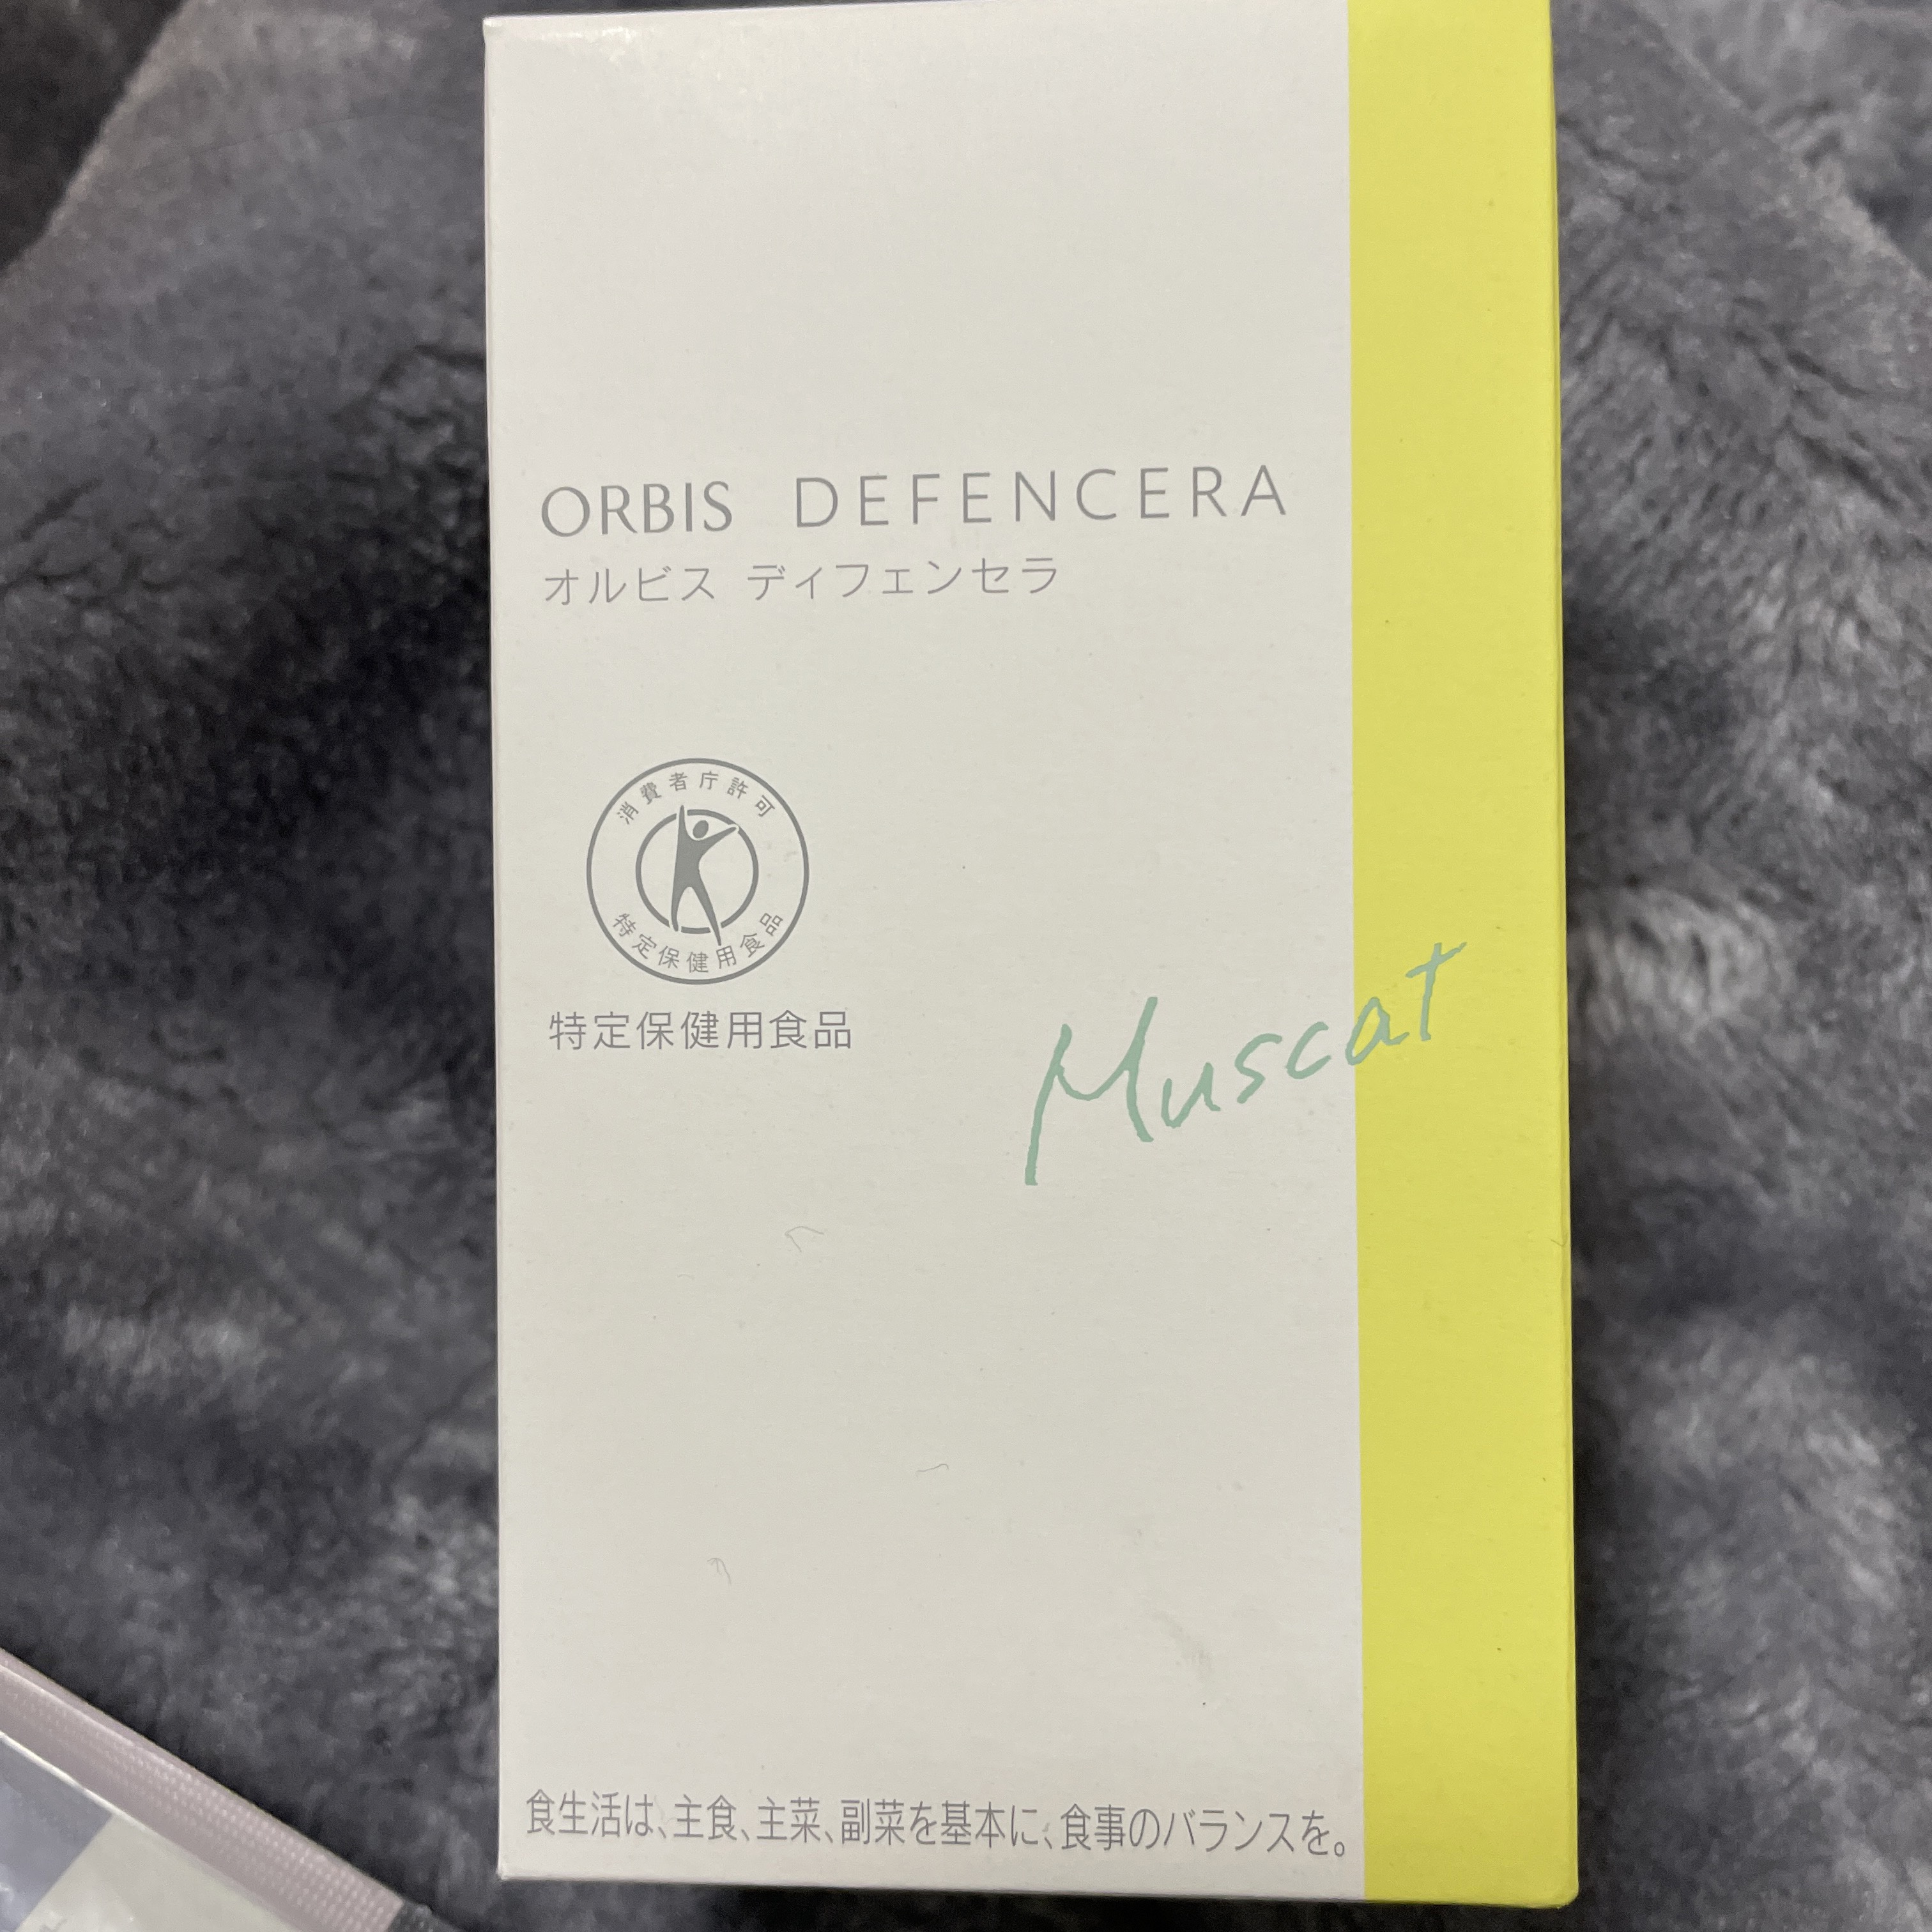 ORBIS DEFENCERA
オルビス ディフェンセラ
消費者庁許可
特定保健用食品
特定保健用食品
Muscat
食生活は、主食、主菜、副菜を基本に、食事のバランスを。